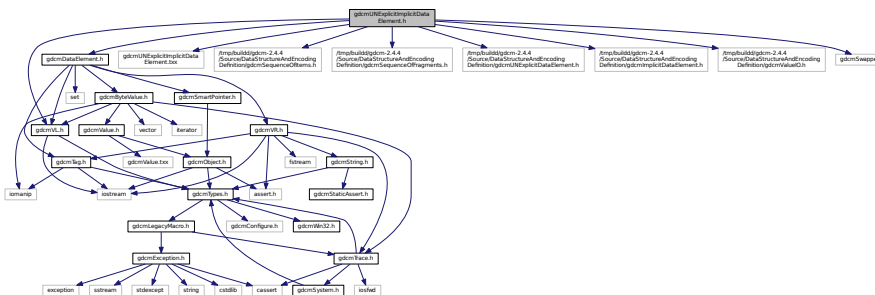 gdcmUNExplicitImplicitData
Element.h
gdcmDataElement.h
gdcmUNExplicitImplicitData
Element.txx
/tmp/buildd/gdcm-2.4.4
/Source/DataStructureAndEncoding
Definition/gdcmSequenceOfItems.h
/tmp/buildd/gdcm-2.4.4
/Source/DataStructureAndEncoding
Definition/gdcmSequenceOfFragments.h
/tmp/buildd/gdcm-2.4.4
/Source/DataStructureAndEncoding
Definition/gdcmUNExplicitDataElement.h
/tmp/buildd/gdcm-2.4.4
/Source/DataStructureAndEncoding
Definition/gdcmImplicitDataElement.h
/tmp/buildd/gdcm-2.4.4
/Source/DataStructureAndEncoding
Definition/gdcmValueIO.h
gdcmSwappe
set
gdcmByteValue.h
gdcmSmartPointer.h
gdcmVL.h
gdcmValue.h
vector
iterator
gdcmVR.h
gdcmTag.h
gdcmValue.txx
gdcmObject.h
fstream
gdcmString.h
iomanip
iostream
gdcmTypes.h
assert.h
gdcmStaticAssert.h
gdcmLegacyMacro.h
gdcmConfigure.h
gdcmWin32.h
gdcmException.h
gdcmTrace.h
exception
sstream
stdexcept
string
cstdlib
cassert
gdcmSystem.h
iosfwd